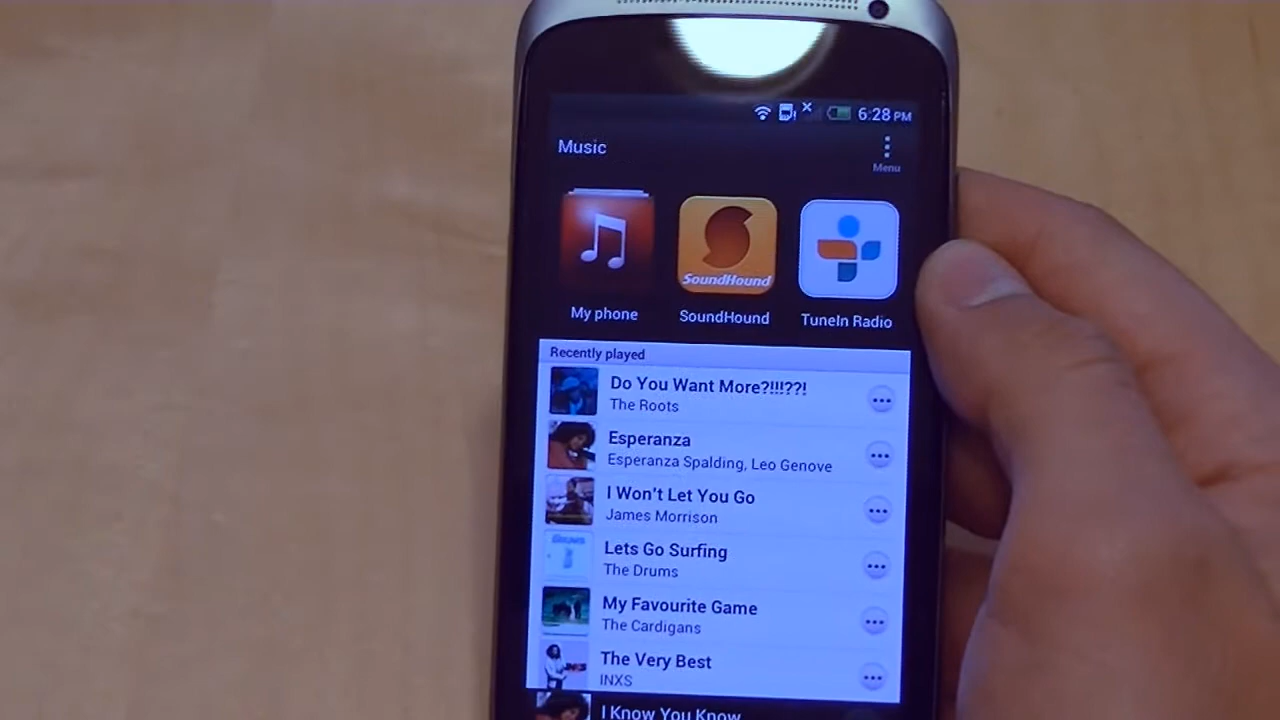 6:28 PM
Music
Menu
SoundHound
My phone
SoundHound
TuneIn Radio
Recently played
Do You Want More?!!!??!
The Roots
Esperanza
Esperanza Spalding, Leo Genove
I Won't Let You Go
James Morrison
Lets Go Surfing
The Drums
My Favourite Game
The Cardigans
The Very Best
INXS
I Know You Know